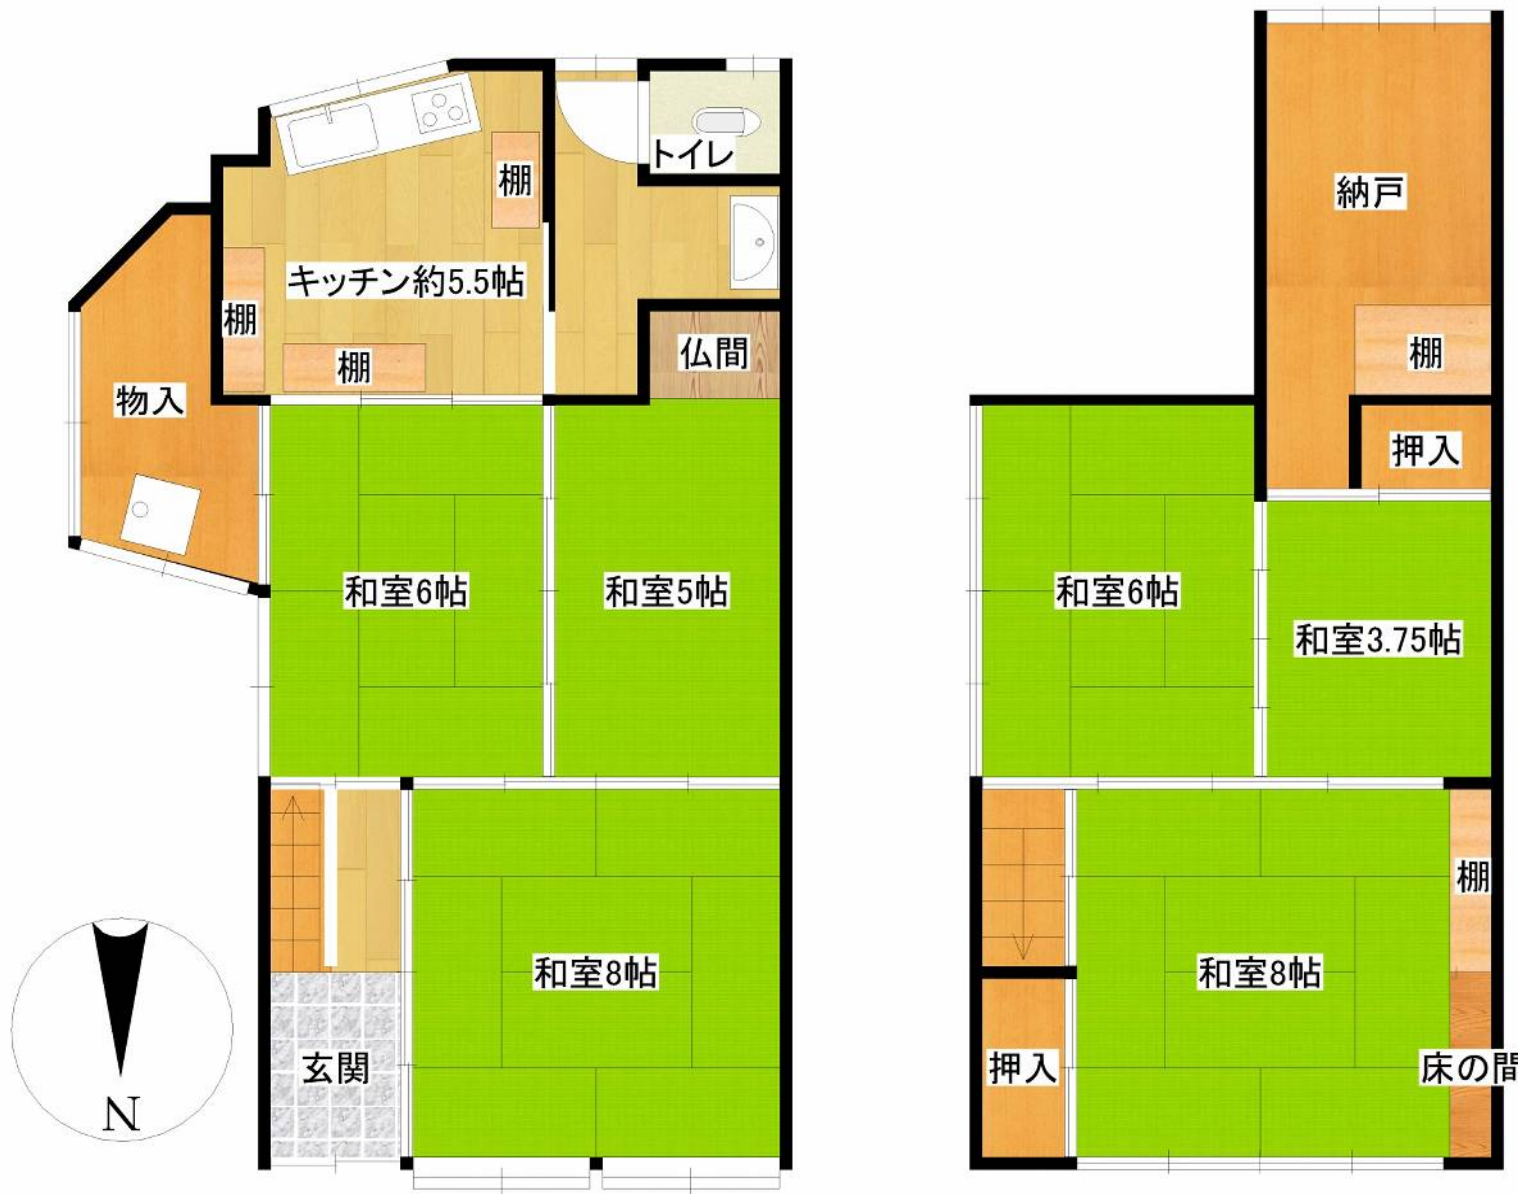 トイレ
棚
キッチン約5.5帖
棚
棚
仏間
物入
和室6帖
和室5帖
和室8帖
玄関
N
納戸
棚
押入
和室6帖
和室3.75帖
棚
和室8帖
押入
床の間